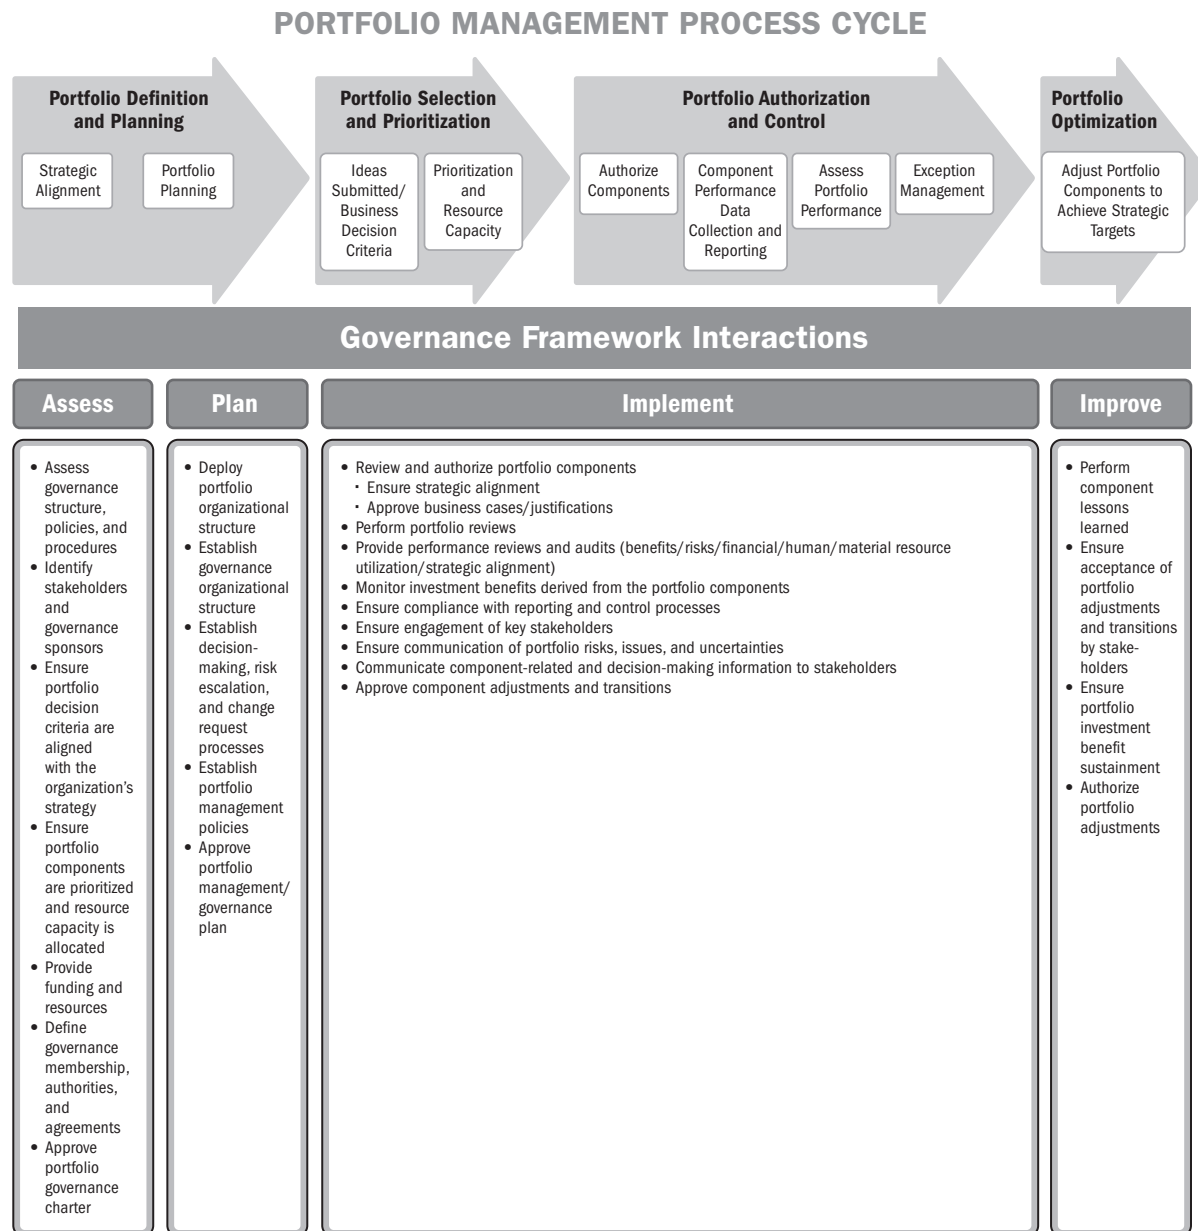 PORTFOLIO MANAGEMENT PROCESS CYCLE
Portfolio Definition
and Planning
Strategic
Alignment
Portfolio
Planning
Portfolio Selection
and Prioritization
Ideas
Submitted/
Business
Decision
Criteria
Prioritization
and
Resource
Capacity
Portfolio Authorization
and Control
Authorize
Components
Component
Performance
Data
Collection and
Reporting
Assess
Portfolio
Performance
Exception
Management
Portfolio
Optimization
Adjust Portfolio
Components to
Achieve Strategic
Targets
Governance Framework Interactions
Assess
• Assess
governance
structure,
policies, and
procedures
• Identify
stakeholders
and
governance
sponsors
• Ensure
portfolio
decision
criteria are
aligned
with the
organization's
strategy
• Ensure
portfolio
components
are prioritized
and resource
capacity is
allocated
• Provide
funding and
resources
• Define
governance
membership,
authorities,
and
agreements
• Approve
portfolio
governance
charter
Plan
• Deploy
portfolio
organizational
structure
• Establish
governance
organizational
structure
• Establish
decision-
making, risk
escalation,
and change
request
processes
• Establish
portfolio
management
policies
• Approve
portfolio
management/
governance
plan
Implement
• Review and authorize portfolio components
· Ensure strategic alignment
· Approve business cases/justifications
• Perform portfolio reviews
• Provide performance reviews and audits (benefits/risks/financial/human/material resource
utilization/strategic alignment)
• Monitor investment benefits derived from the portfolio components
• Ensure compliance with reporting and control processes
• Ensure engagement of key stakeholders
• Ensure communication of portfolio risks, issues, and uncertainties
• Communicate component-related and decision-making information to stakeholders
• Approve component adjustments and transitions
Improve
• Perform
component
lessons
learned
• Ensure
acceptance of
portfolio
adjustments
and transitions
by stake-
holders
• Ensure
portfolio
investment
benefit
sustainment
• Authorize
portfolio
adjustments